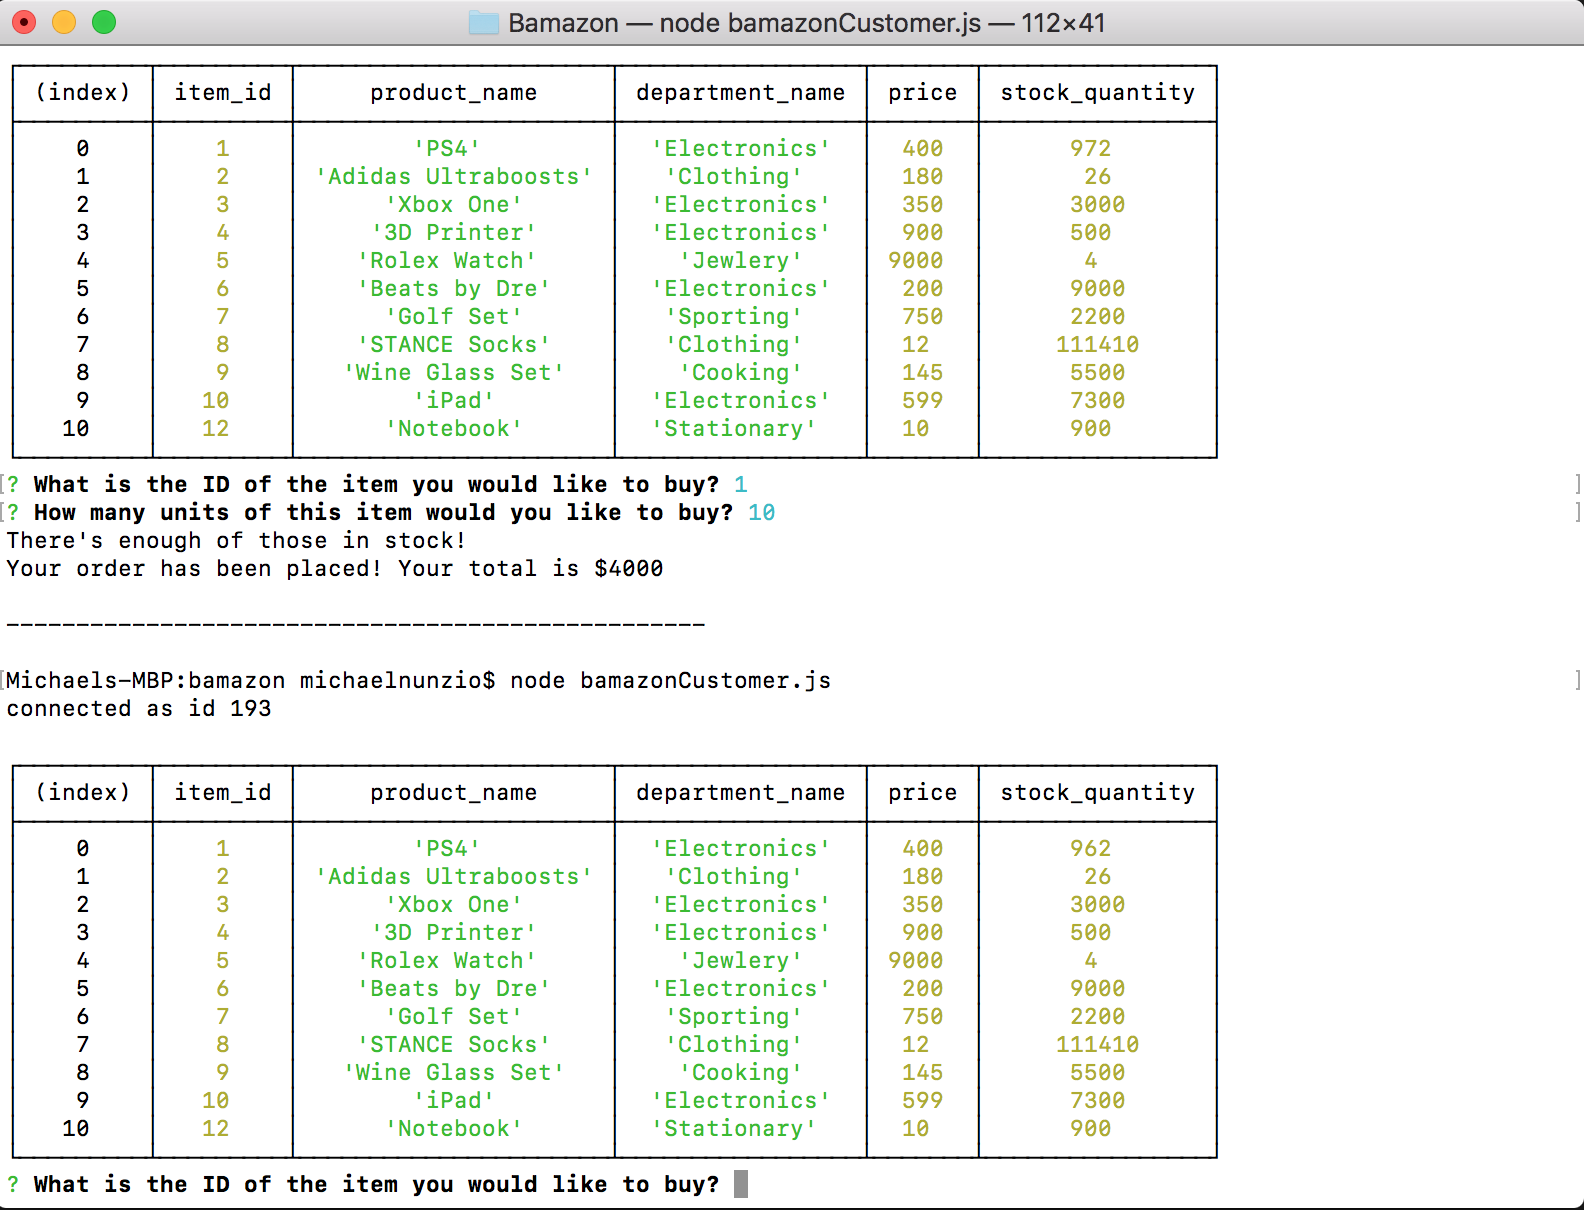 Bamazon — node bamazonCustomer.js — 112×41
(index) item_id product_name department_name price stock_quantity
0 1 'PS4' 'Electronics' 400 972
1 2 'Adidas Ultraboosts' 'Clothing' 180 26
2 3 'Xbox One' 'Electronics' 350 3000
3 4 '3D Printer' 'Electronics' 900 500
4 5 'Rolex Watch' 'Jewlery' 9000 4
5 6 'Beats by Dre' 'Electronics' 200 9000
6 7 'Golf Set' 'Sporting' 750 2200
7 8 'STANCE Socks' 'Clothing' 12 111410
8 9 'Wine Glass Set' 'Cooking' 145 5500
9 10 'iPad' 'Electronics' 599 7300
10 12 'Notebook' 'Stationary' 10 900
[? What is the ID of the item you would like to buy? 1 ]
[? How many units of this item would you like to buy? 10 ]
There's enough of those in stock!
Your order has been placed! Your total is $4000
--------------------------------------------------
[Michaels-MBP:bamazon michaelnunzio$ node bamazonCustomer.js ]
connected as id 193
(index) item_id product_name department_name price stock_quantity
0 1 'PS4' 'Electronics' 400 962
1 2 'Adidas Ultraboosts' 'Clothing' 180 26
2 3 'Xbox One' 'Electronics' 350 3000
3 4 '3D Printer' 'Electronics' 900 500
4 5 'Rolex Watch' 'Jewlery' 9000 4
5 6 'Beats by Dre' 'Electronics' 200 9000
6 7 'Golf Set' 'Sporting' 750 2200
7 8 'STANCE Socks' 'Clothing' 12 111410
8 9 'Wine Glass Set' 'Cooking' 145 5500
9 10 'iPad' 'Electronics' 599 7300
10 12 'Notebook' 'Stationary' 10 900
? What is the ID of the item you would like to buy?